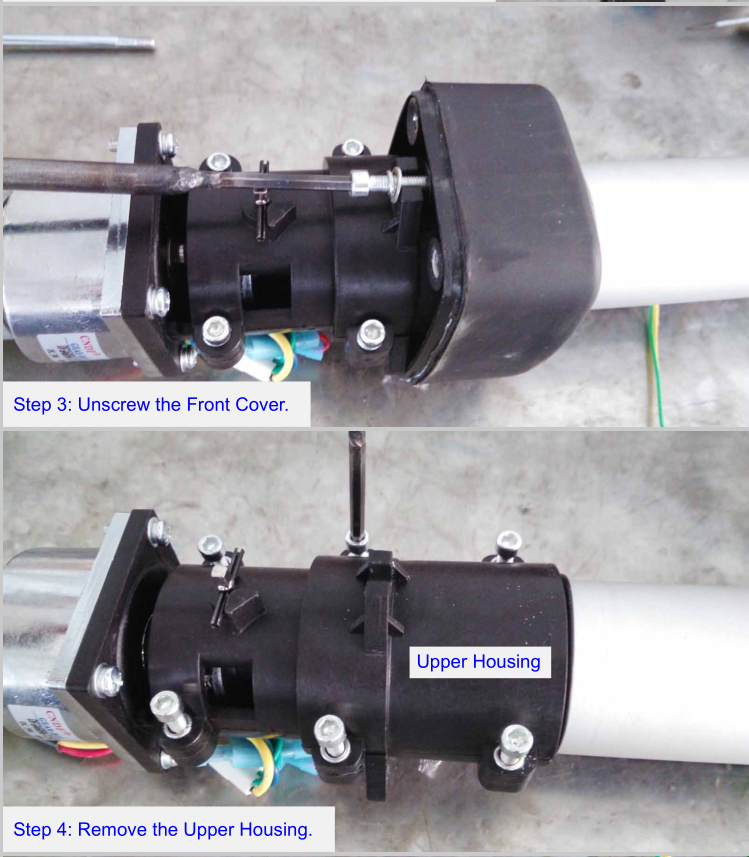 Step 3: Unscrew the Front Cover.
Upper Housing
Step 4: Remove the Upper Housing.